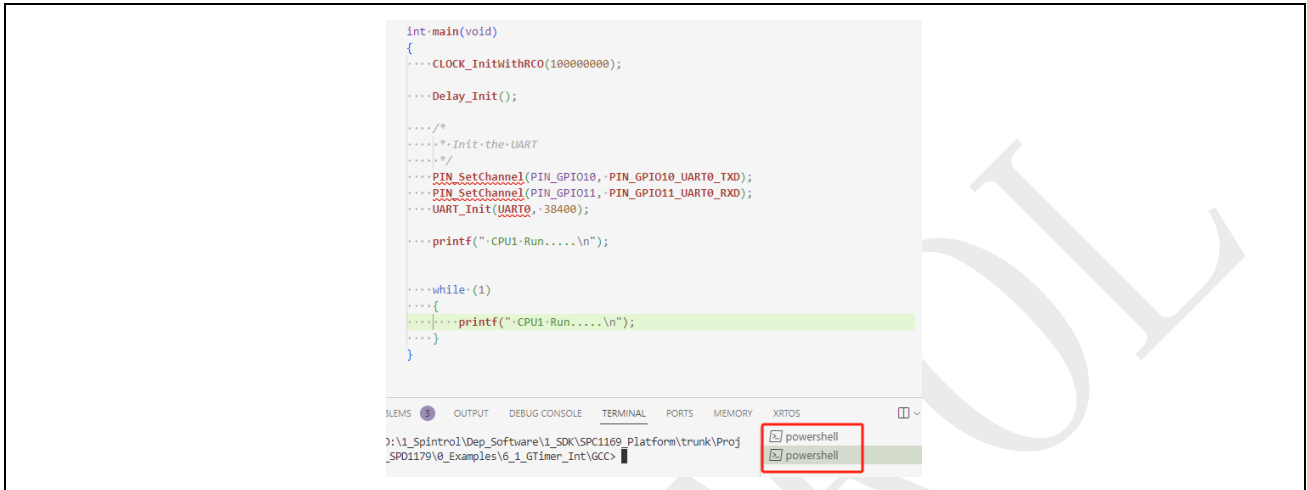 int main(void)
{
CLOCK_InitWithRCO(100000000);
Delay_Init();
/*
* Init the UART
*/
PIN_SetChannel(PIN_GPIO10, PIN_GPIO10_UART0_TXD);
PIN_SetChannel(PIN_GPIO11, PIN_GPIO11_UART0_RXD);
UART_Init(UART0, 38400);
printf(" CPU1 Run.....\n");
while (1)
{
printf(" CPU1 Run.....\n");
}
}
BLEMS 3 OUTPUT DEBUG CONSOLE TERMINAL PORTS MEMORY XRTOS
D:\1_Spintrol\Dep_Software\1_SDK\SPC1169_Platform\trunk\Proj
_SPD1179\0_Examples\6_1_GTimer_Int\GCC>
powershell
powershell
OL